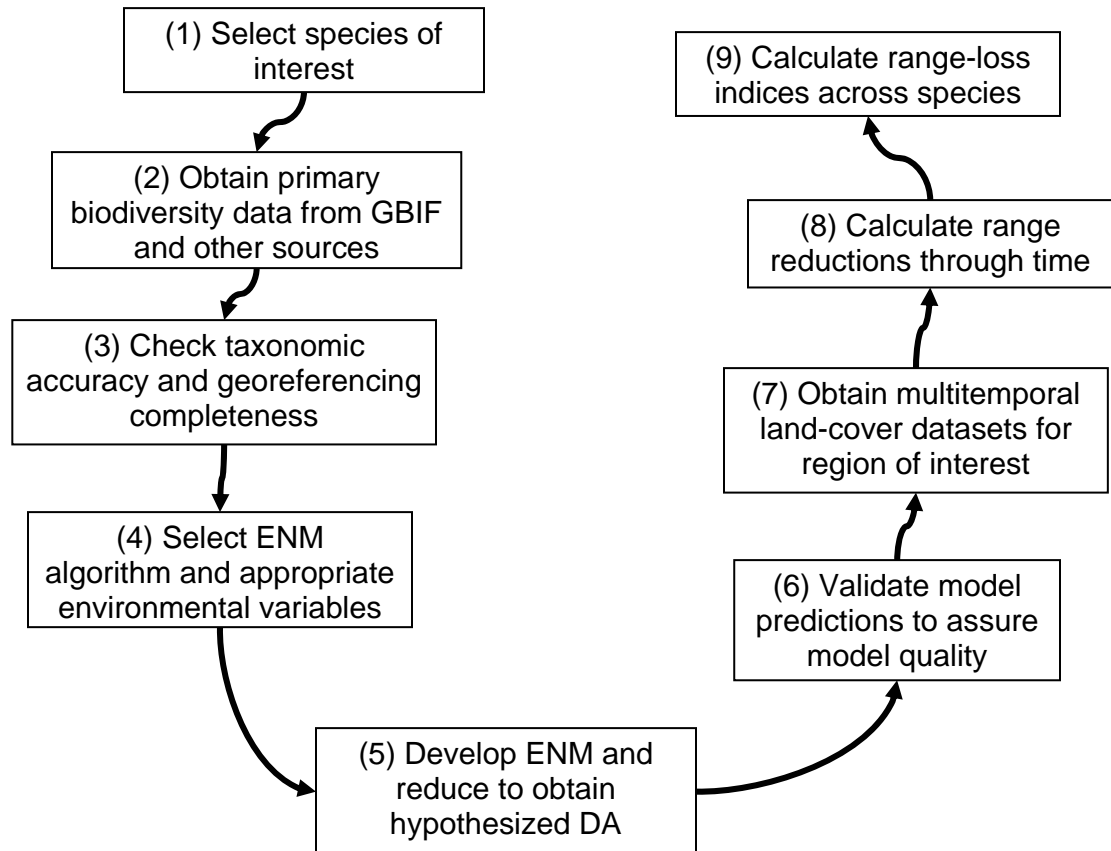 (1) Select species of
interest
(2) Obtain primary
biodiversity data from GBIF
and other sources
(3) Check taxonomic
accuracy and georeferencing
completeness
(4) Select ENM
algorithm and appropriate
environmental variables
(5) Develop ENM and
reduce to obtain
hypothesized DA
(6) Validate model
predictions to assure
model quality
(7) Obtain multitemporal
land-cover datasets for
region of interest
(8) Calculate range
reductions through time
(9) Calculate range-loss
indices across species